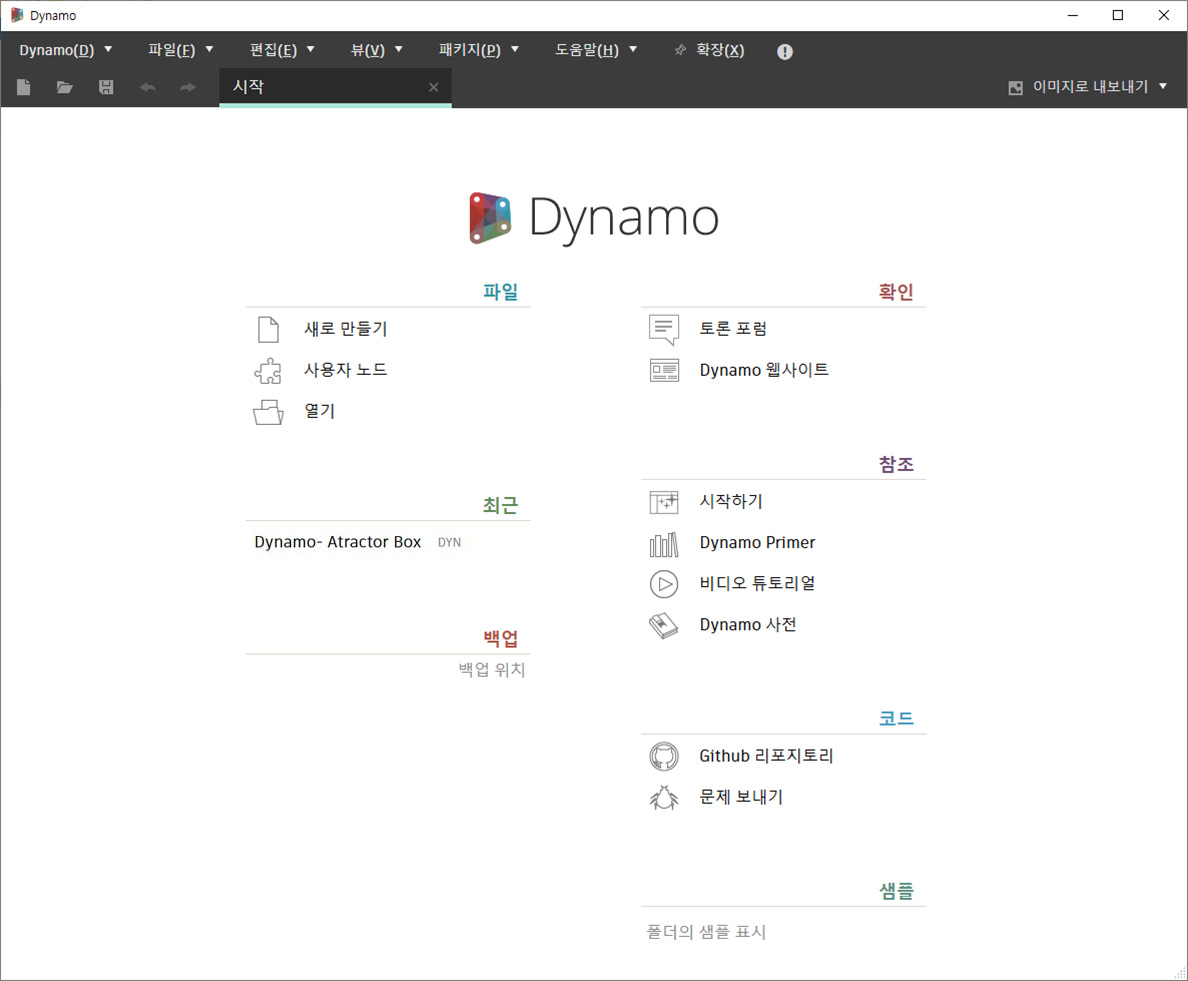 Dynamo
Dynamo(D) 파일(F) 편집(E) 뷰(V) 패키지(P) 도움말(H) 확장(X)
시작 이미지로 내보내기
Dynamo
파일
새로 만들기
사용자 노드
열기
최근
Dynamo- Atractor Box DYN
백업
백업 위치
확인
토론 포럼
Dynamo 웹사이트
참조
시작하기
Dynamo Primer
비디오 튜토리얼
Dynamo 사전
코드
Github 리포지토리
문제 보내기
샘플
폴더의 샘플 표시